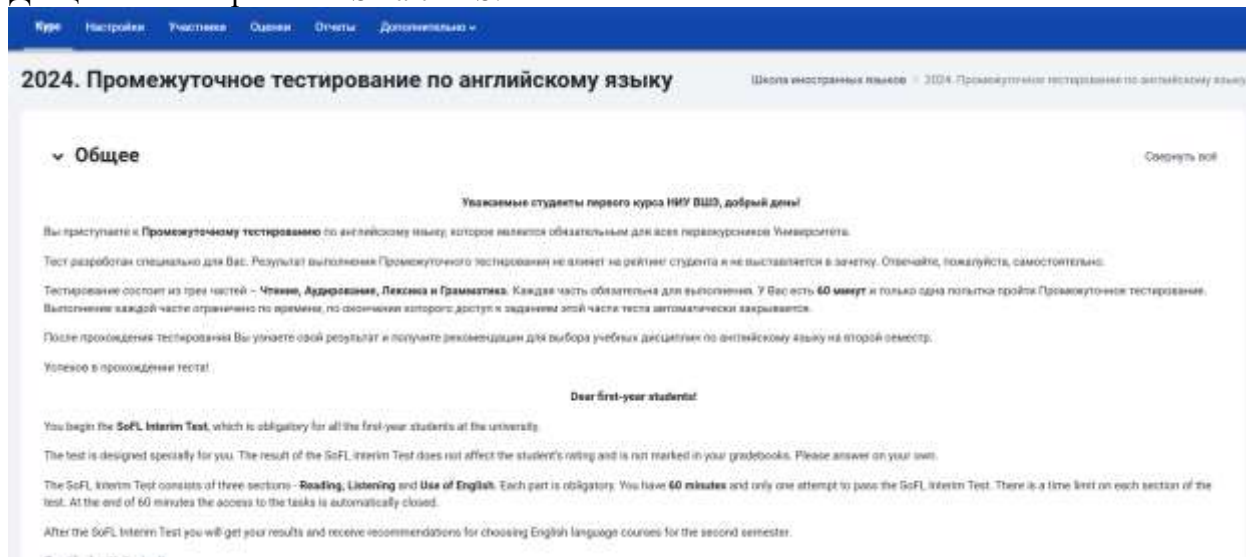 Курс Настройки Участники Оценки Отчеты Дополнительно
2024. Промежуточное тестирование по английскому языку
Школа иностранных языков 2024. Промежуточное тестирование по английскому языку
Общее
Свернуть всё
Уважаемые студенты первого курса НИУ ВШЭ, добрый день!
Вы приступаете к Промежуточному тестированию по английскому языку, которое является обязательным для всех первокурсников Университета.
Тест разработан специально для Вас. Результат выполнения Промежуточного тестирования не влияет на рейтинг студента и не выставляется в зачетку. Отвечайте, пожалуйста, самостоятельно.
Тестирование состоит из трех частей – Чтение, Аудирование, Лексика и Грамматика. Каждая часть обязательна для выполнения. У Вас есть 60 минут и только одна попытка пройти Промежуточное тестирование.
Выполнение каждой части ограничено по времени, по окончании которого доступ к заданиям этой части теста автоматически закрывается.
После прохождения тестирования Вы узнаете свой результат и получите рекомендации для выбора учебных дисциплин по английскому языку на второй семестр.
Успехов в прохождении теста!
Dear first-year students!
You begin the SoFL Interim Test, which is obligatory for all the first-year students at the university.
The test is designed specially for you. The result of the SoFL Interim Test does not affect the student's rating and is not marked in your gradebooks. Please answer on your own.
The SoFL Interim Test consists of three sections - Reading, Listening and Use of English. Each part is obligatory. You have 60 minutes and only one attempt to pass the SoFL Interim Test. There is a time limit on each section of the
test. At the end of 60 minutes the access to the tasks is automatically closed.
After the SoFL Interim Test you will get your results and receive recommendations for choosing English language courses for the second semester.